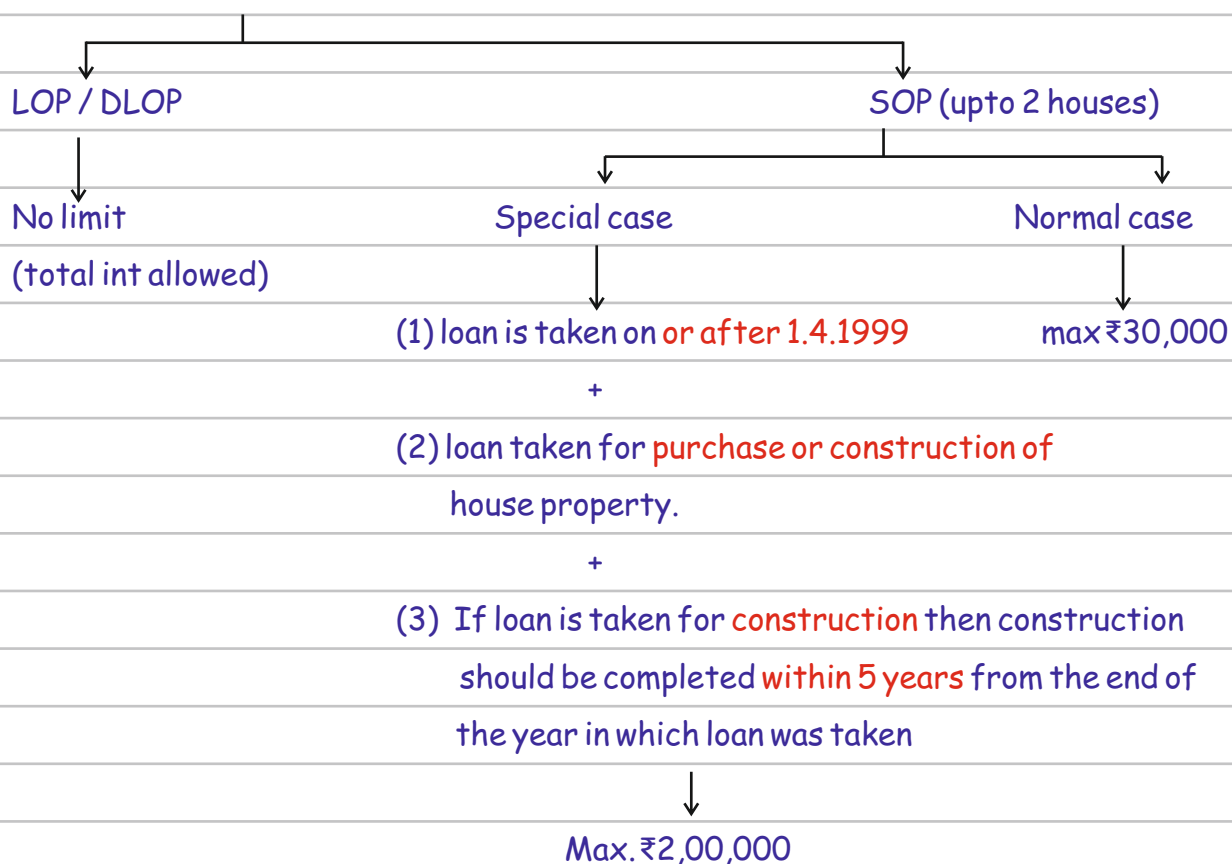 LOP / DLOP
SOP (upto 2 houses)
No limit
Special case
Normal case
(total int allowed)
(1) loan is taken on or after 1.4.1999
max ₹30,000
+
(2) loan taken for purchase or construction of
house property.
+
(3) If loan is taken for construction then construction
should be completed within 5 years from the end of
the year in which loan was taken
Max. ₹2,00,000